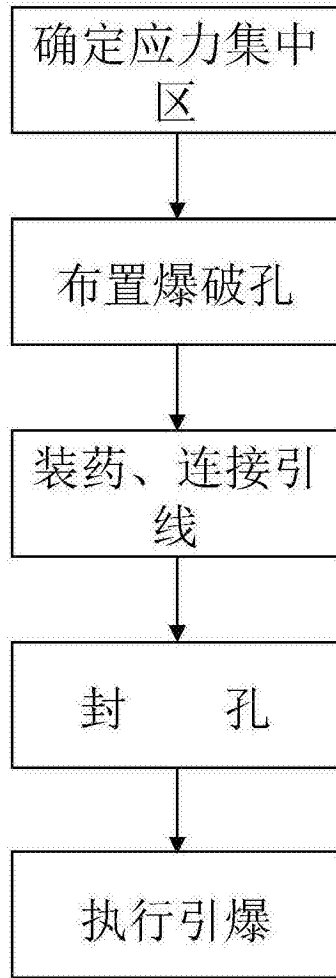 确定应力集中
区
布置爆破孔
装药、连接引
线
封 孔
执行引爆